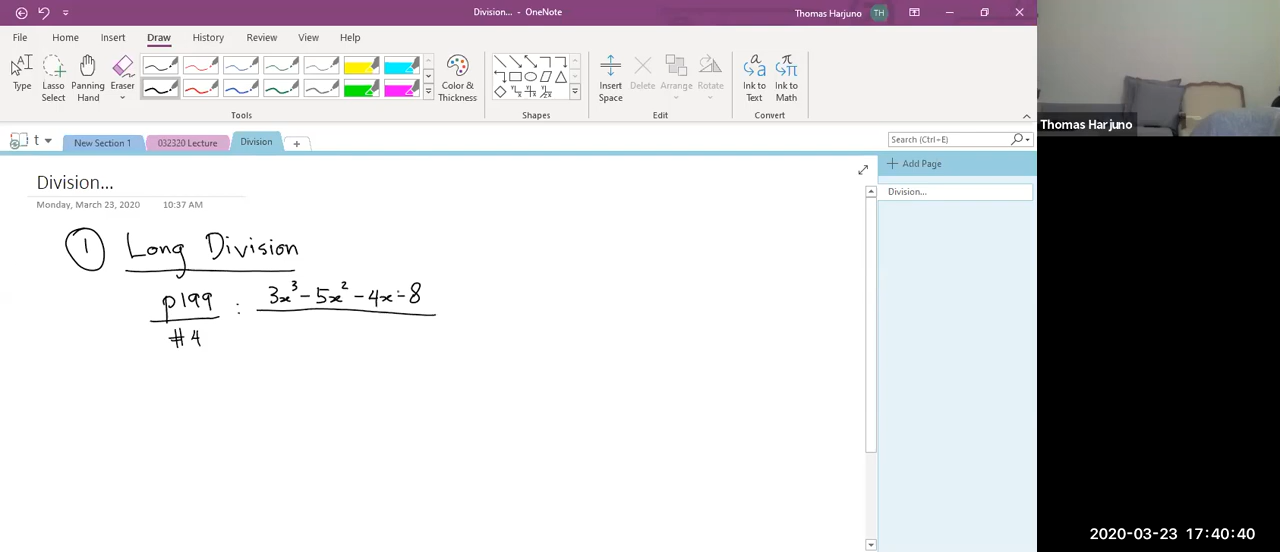 Division... - OneNote
Thomas Harjuno TH
File Home Insert Draw History Review View Help
Type
Lasso Select
Panning Hand
Eraser
Color & Thickness
Insert Space
Delete
Arrange
Rotate
Ink to Text
Ink to Math
Tools
Shapes
Edit
Convert
t New Section 1 032320 Lecture Division +
Search (Ctrl+E)
Add Page
Division...
Division...
Monday, March 23, 2020 10:37 AM
① Long Division
p199 : 3x³ - 5x² - 4x - 8
#4
Thomas Harjuno
2020-03-23 17:40:40